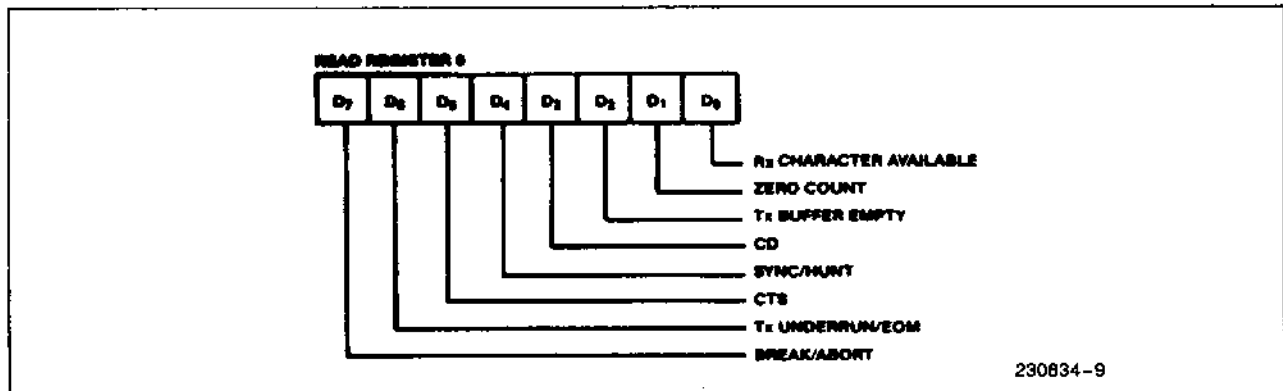 READ REGISTER 0
D7 D6 D5 D4 D3 D2 D1 D0
Rx CHARACTER AVAILABLE
ZERO COUNT
Tx BUFFER EMPTY
CD
SYNC/HUNT
CTS
Tx UNDERRUN/EOM
BREAK/ABORT
230834-9